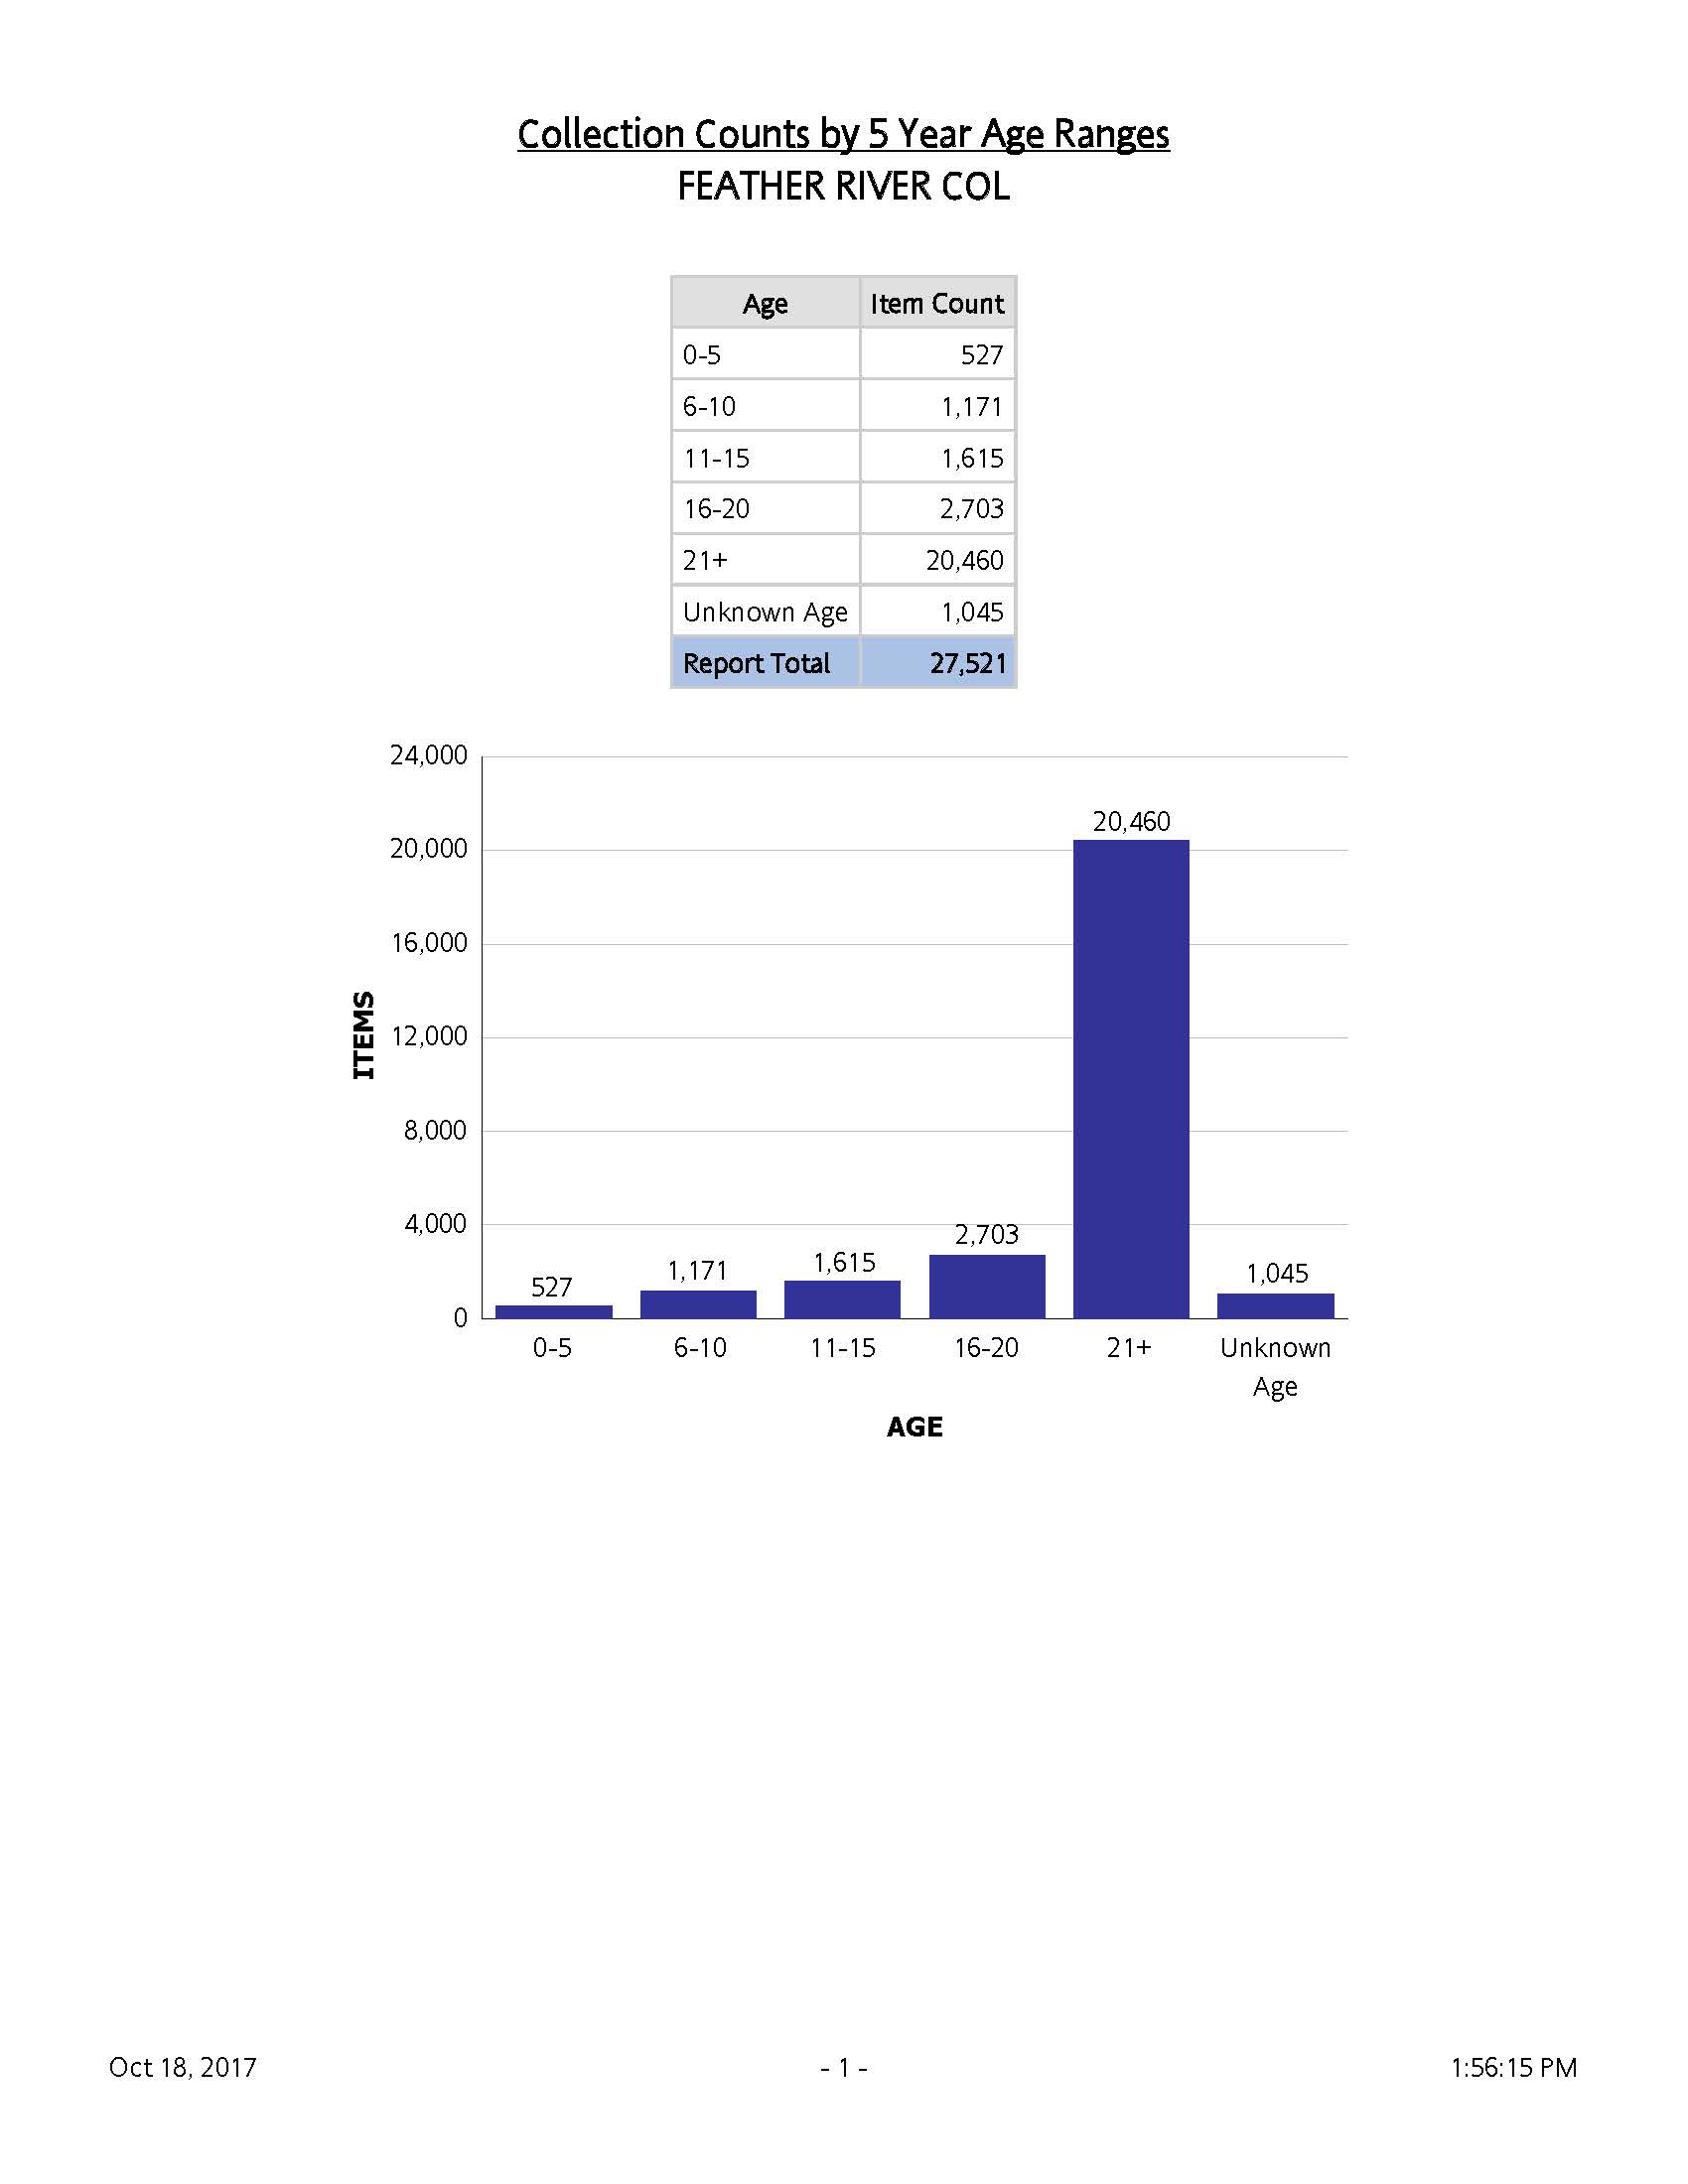 Collection Counts by 5 Year Age Ranges
FEATHER RIVER COL
Age Item Count
0-5 527
6-10 1,171
11-15 1,615
16-20 2,703
21+ 20,460
Unknown Age 1,045
Report Total 27,521
24,000
20,000
16,000
12,000
8,000
4,000
0
ITEMS
527
1,171
1,615
2,703
20,460
1,045
0-5 6-10 11-15 16-20 21+ Unknown
Age
AGE
Oct 18, 2017 - 1 - 1:56:15 PM